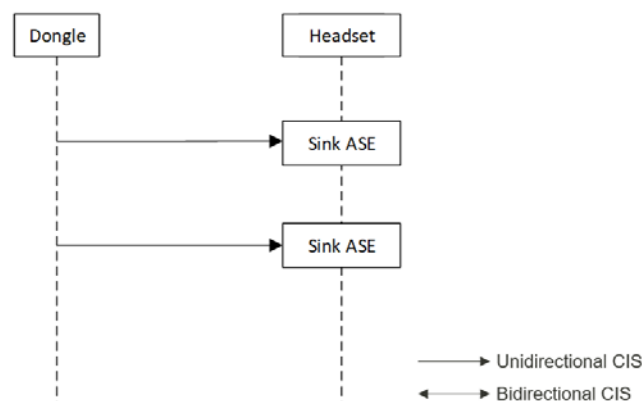 Dongle
Headset
Sink ASE
Sink ASE
Unidirectional CIS
Bidirectional CIS